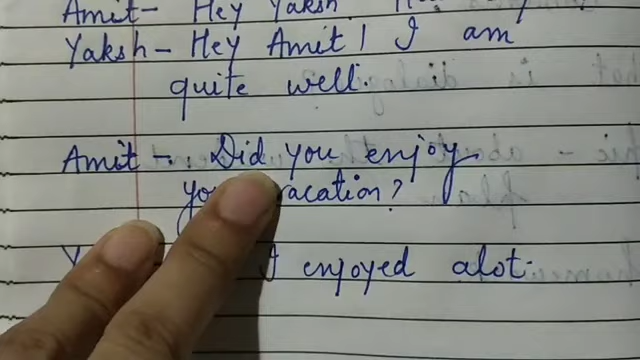 Amit- Hey Yaksh
Yaksh- Hey Amit! I am
quite well.
Amit - Did you enjoy
vacation?
I enjoyed alot.